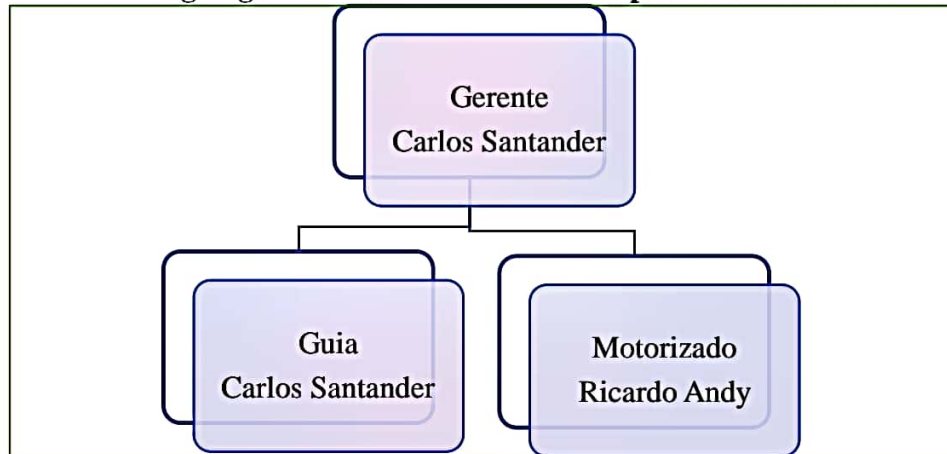 Gerente
Carlos Santander
Guia
Carlos Santander
Motorizado
Ricardo Andy